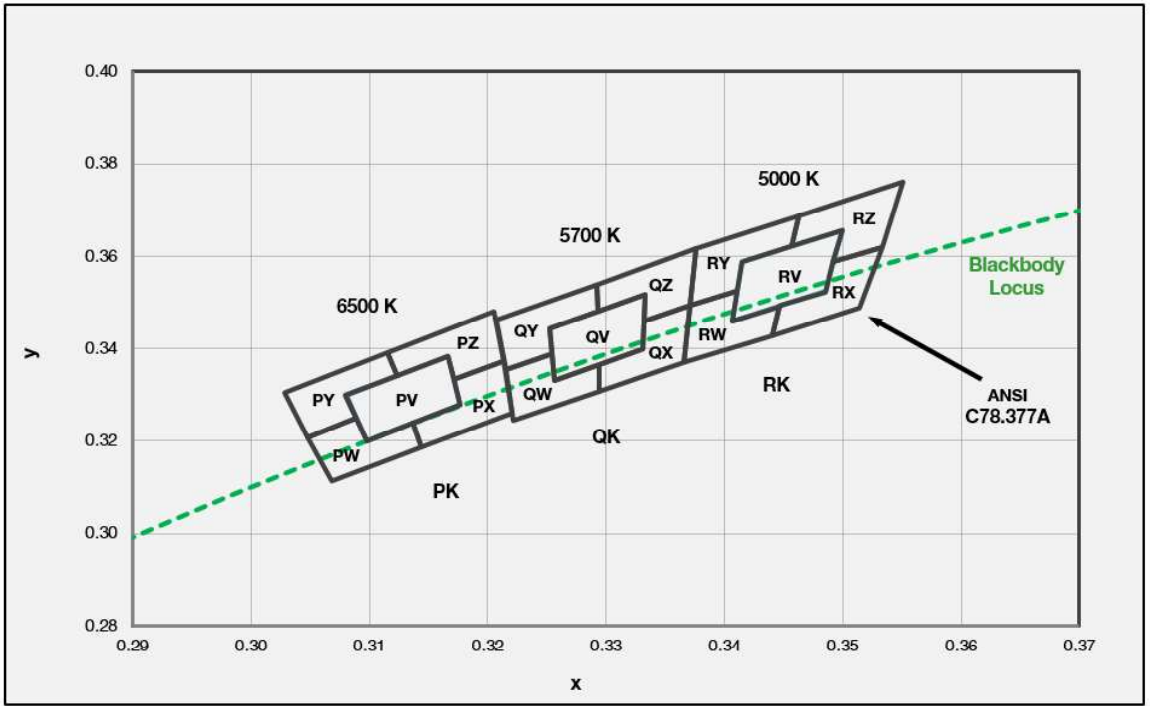 0.40
0.38
0.36
0.34
0.32
0.30
0.28
y
0.29
0.30
0.31
0.32
0.33
0.34
0.35
0.36
0.37
x
5000 K
5700 K
6500 K
RZ
RY
RV
RX
RW
QZ
QY
QV
QX
QW
PZ
PY
PV
PX
PW
RK
QK
PK
Blackbody
Locus
ANSI
C78.377A